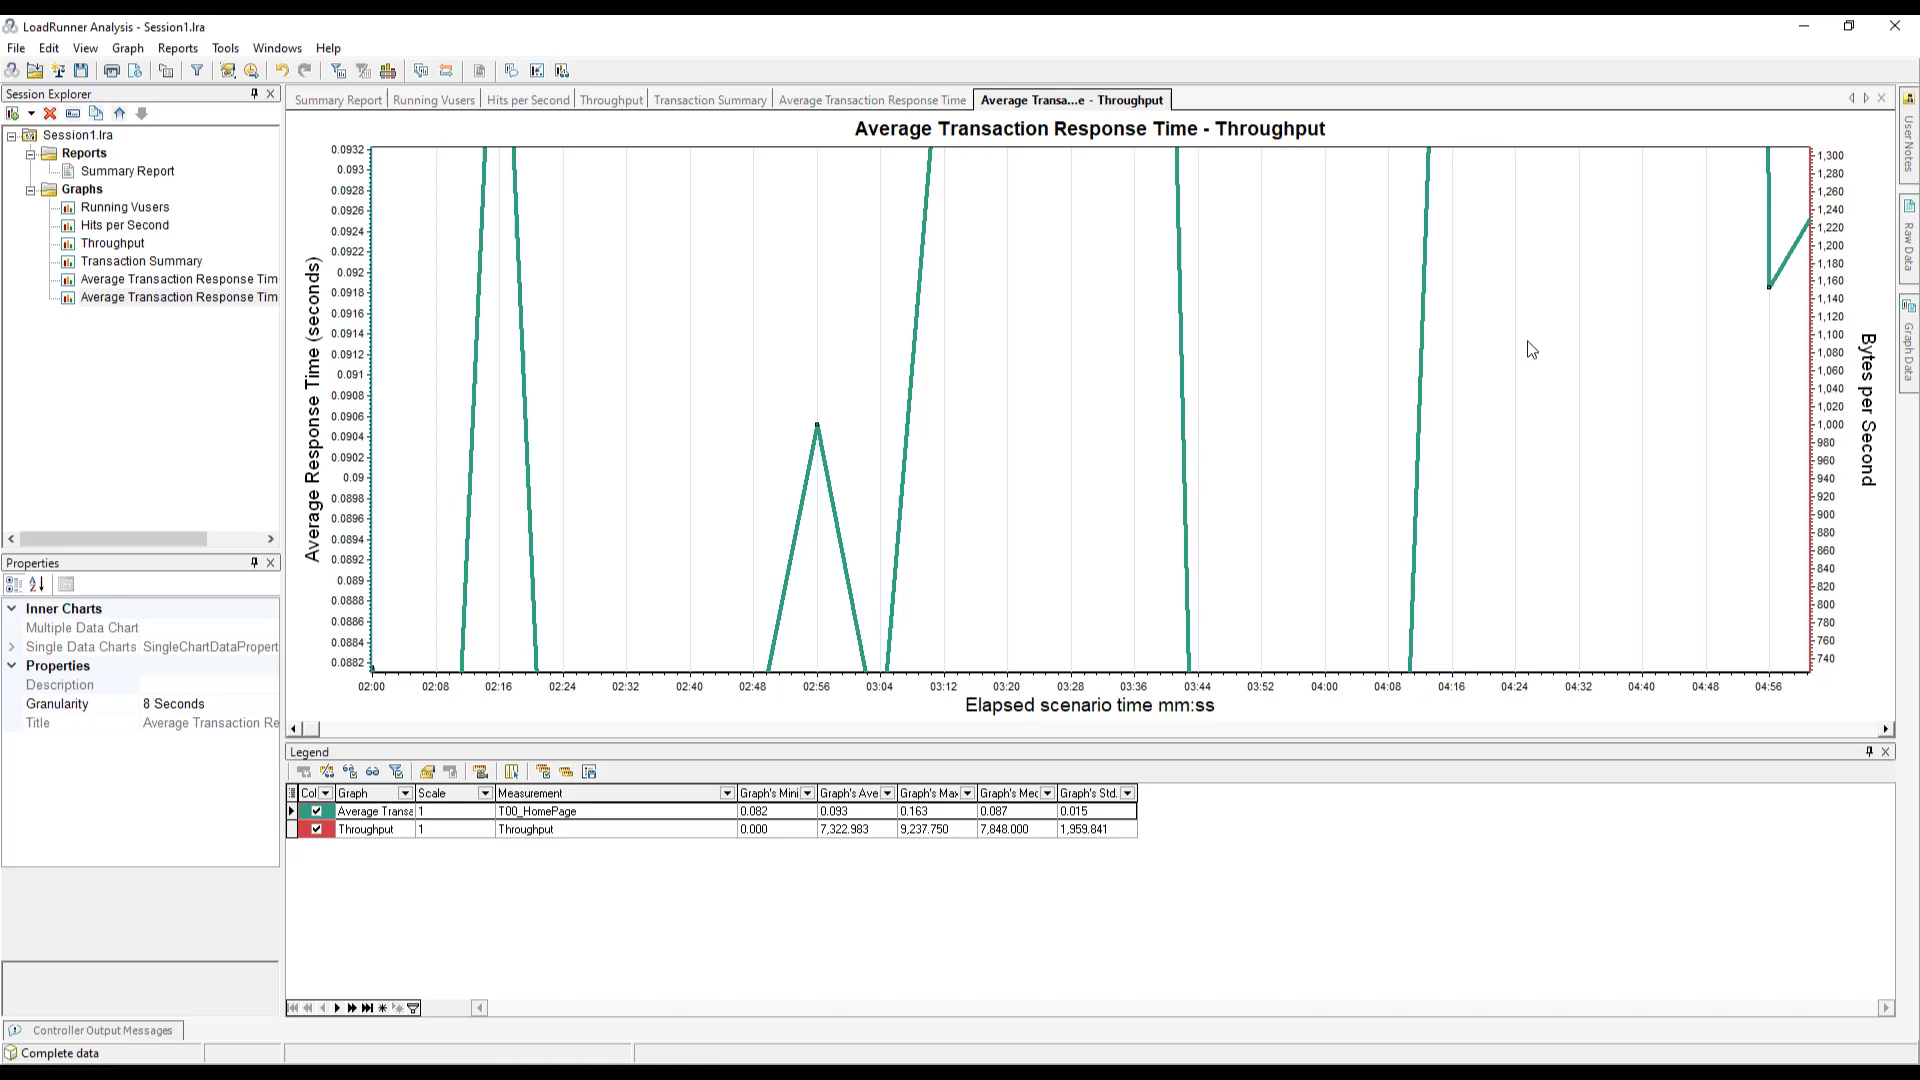 LoadRunner Analysis - Session1.lra
File Edit View Graph Reports Tools Windows Help
Session Explorer
Session1.lra
Reports
Summary Report
Graphs
Running Vusers
Hits per Second
Throughput
Transaction Summary
Average Transaction Response Tim
Average Transaction Response Tim
Properties
Inner Charts
Multiple Data Chart
Single Data Charts SingleChartDataPropert
Properties
Description
Granularity 8 Seconds
Title Average Transaction Re
Summary Report Running Vusers Hits per Second Throughput Transaction Summary Average Transaction Response Time Average Transa...e - Throughput
Average Transaction Response Time - Throughput
Average Response Time (seconds)
0.0932
0.093
0.0928
0.0926
0.0924
0.0922
0.092
0.0918
0.0916
0.0914
0.0912
0.091
0.0908
0.0906
0.0904
0.0902
0.09
0.0898
0.0896
0.0894
0.0892
0.089
0.0888
0.0886
0.0884
0.0882
1,300
1,280
1,260
1,240
1,220
1,200
1,180
1,160
1,140
1,120
1,100
1,080
1,060
1,040
1,020
1,000
980
960
940
920
900
880
860
840
820
800
780
760
740
Bytes per Second
02:00 02:08 02:16 02:24 02:32 02:40 02:48 02:56 03:04 03:12 03:20 03:28 03:36 03:44 03:52 04:00 04:08 04:16 04:24 04:32 04:40 04:48 04:56
Elapsed scenario time mm:ss
User Notes
Raw Data
Graph Data
Legend
Col Graph Scale Measurement Graph's Mini Graph's Ave Graph's Max Graph's Mec Graph's Std.
Average Transa 1 T00_HomePage 0.082 0.093 0.163 0.087 0.015
Throughput 1 Throughput 0.000 7,322.983 9,237.750 7,848.000 1,959.841
Controller Output Messages
Complete data